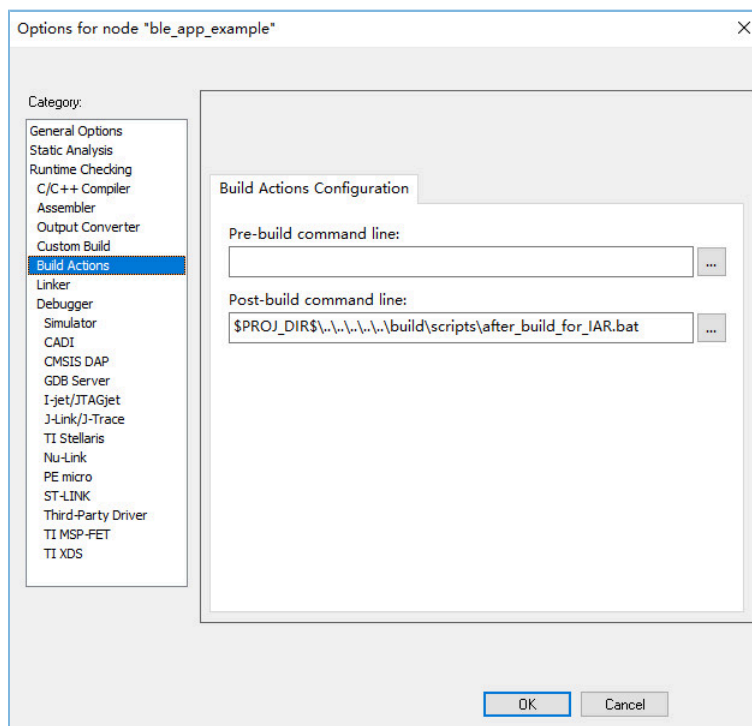 Options for node "ble_app_example"
Category:
General Options
Static Analysis
Runtime Checking
C/C++ Compiler
Assembler
Output Converter
Custom Build
Build Actions
Linker
Debugger
Simulator
CADI
CMSIS DAP
GDB Server
I-jet/JTAGjet
J-Link/J-Trace
TI Stellaris
Nu-Link
PE micro
ST-LINK
Third-Party Driver
TI MSP-FET
TI XDS
Build Actions Configuration
Pre-build command line:
...
Post-build command line:
$PROJ_DIR$\..\..\..\..\..\build\scripts\after_build_for_IAR.bat
...
OK
Cancel